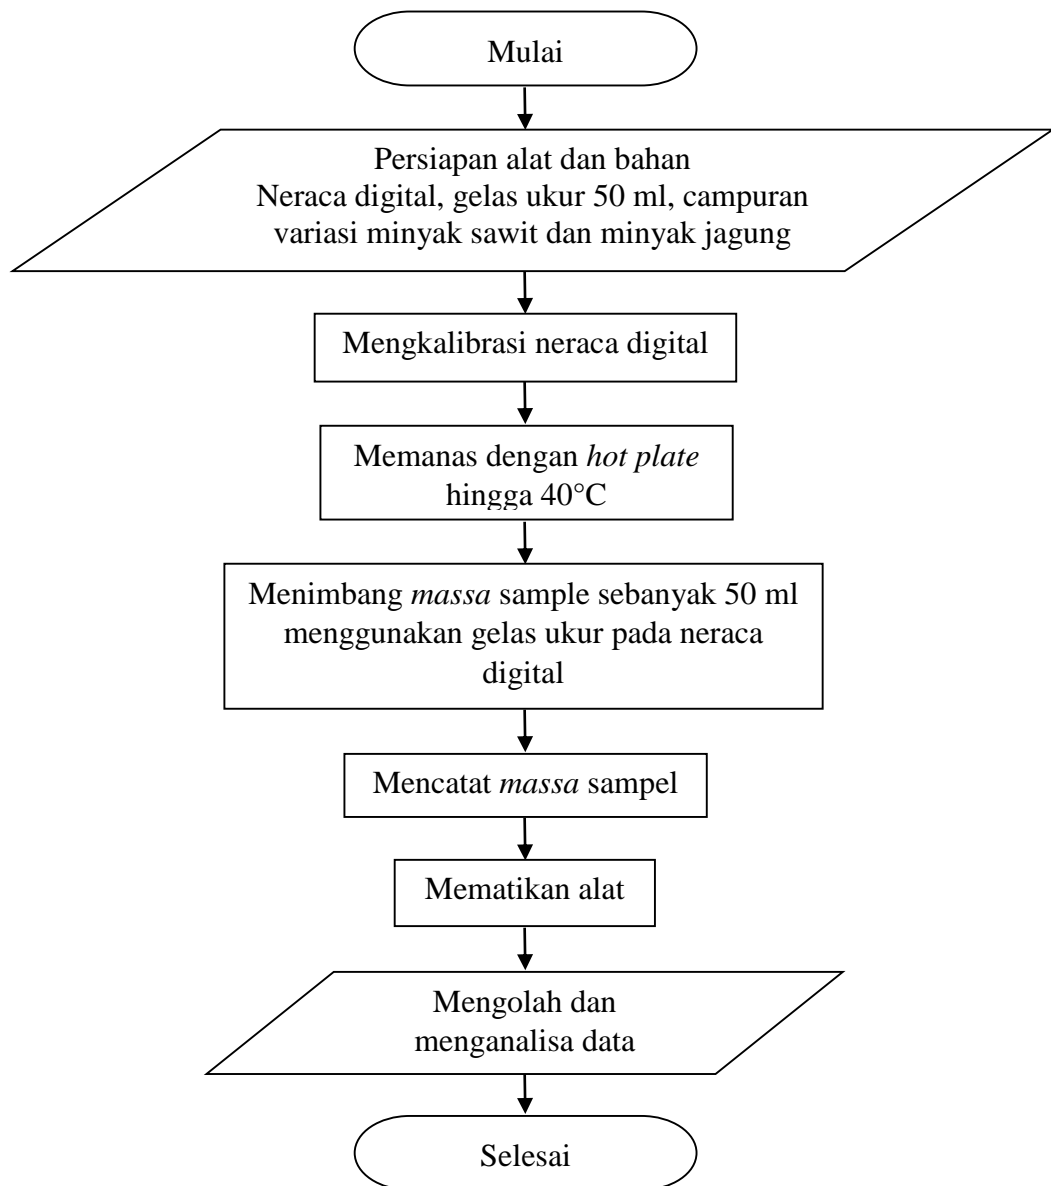 Mulai
Persiapan alat dan bahan
Neraca digital, gelas ukur 50 ml, campuran
variasi minyak sawit dan minyak jagung
Mengkalibrasi neraca digital
Memanas dengan hot plate
hingga 40°C
Menimbang massa sample sebanyak 50 ml
menggunakan gelas ukur pada neraca
digital
Mencatat massa sampel
Mematikan alat
Mengolah dan
menganalisa data
Selesai